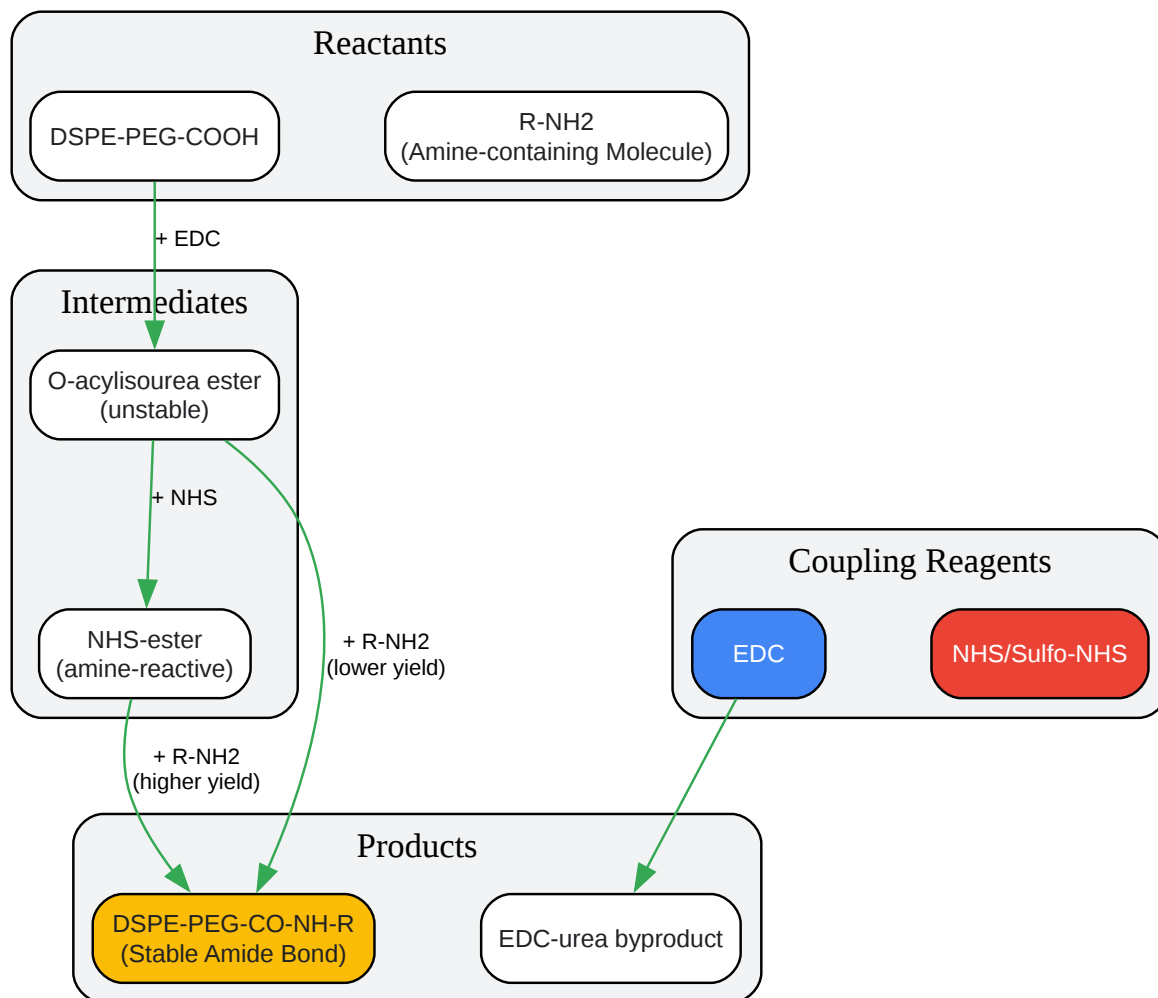 Reactants
DSPE-PEG-COOH
R-NH2
(Amine-containing Molecule)
+ EDC
Intermediates
O-acylisourea ester
(unstable)
+ NHS
Coupling Reagents
NHS-ester
(amine-reactive)
+ R-NH2
(lower yield)
EDC
NHS/Sulfo-NHS
+ R-NH2
(higher yield)
Products
DSPE-PEG-CO-NH-R
(Stable Amide Bond)
EDC-urea byproduct